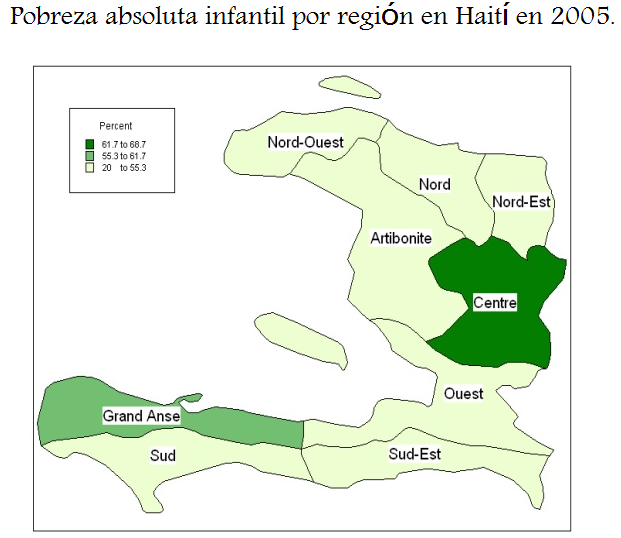 Pobreza absoluta infantil por región en Haití en 2005.
Percent
61.7 to 68.7
55.3 to 61.7
20 to 55.3
Nord-Ouest
Nord
Nord-Est
Artibonite
Centre
Ouest
Grand Anse
Sud
Sud-Est